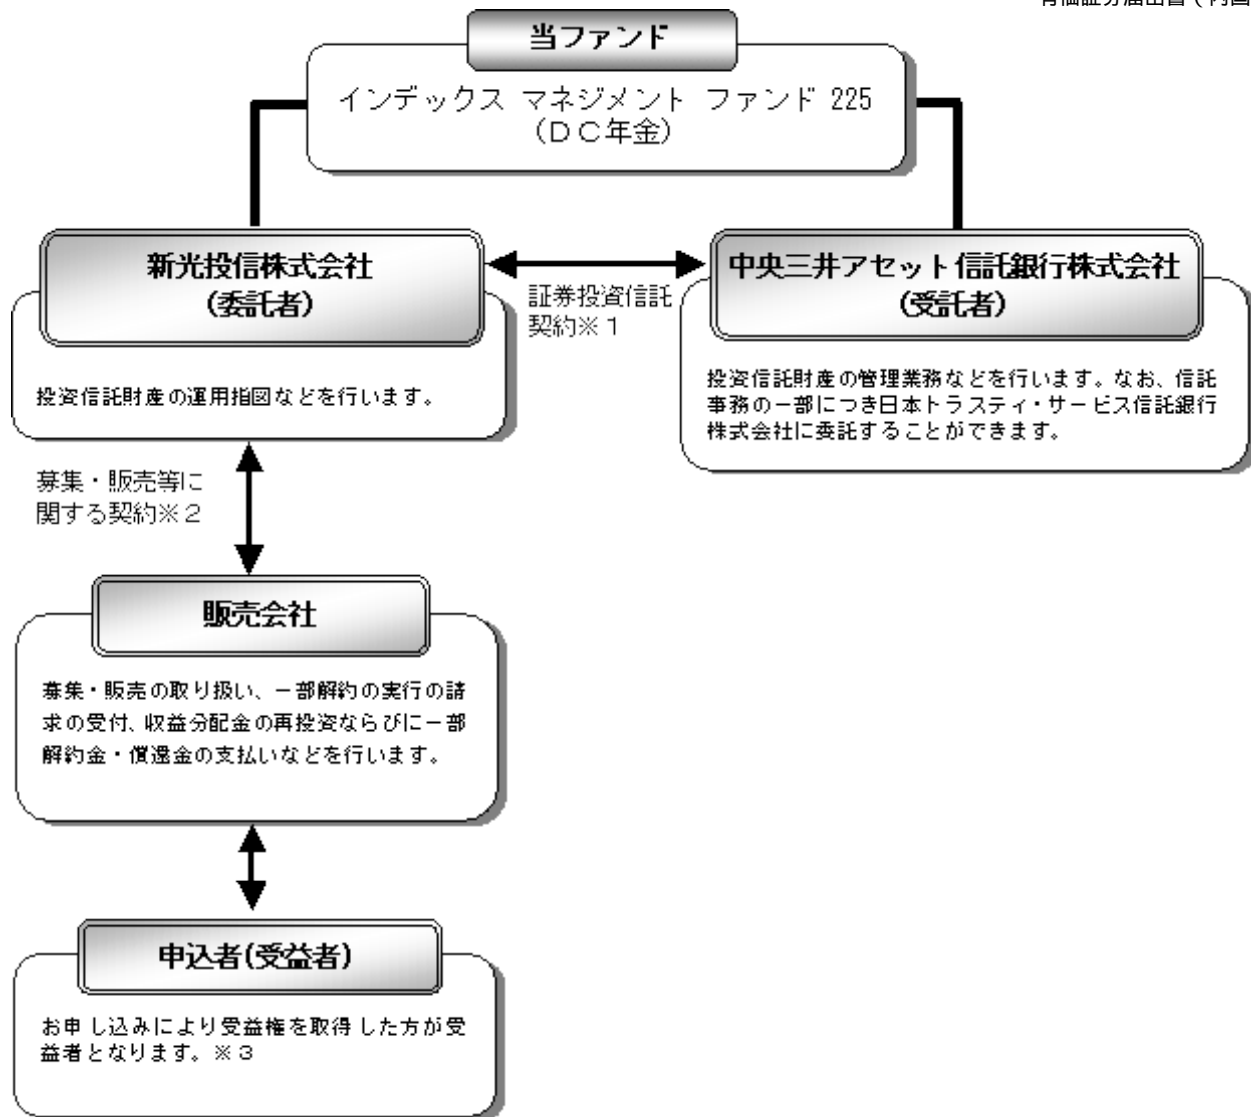 当ファンド
インデックス マネジメント ファンド 225
(DC年金)
新光投信株式会社
(委託者)
投資信託財産の運用指図などを行います。
証券投資信託
契約※1
中央三井アセット信託銀行株式会社
(受託者)
投資信託財産の管理業務などを行います。なお、信託
事務の一部につき日本トラスティ・サービス信託銀行
株式会社に委託することができます。
募集・販売等に
関する契約※2
販売会社
募集・販売の取り扱い、一部解約の実行の請
求の受付、収益分配金の再投資ならびに一部
解約金・償還金の支払いなどを行います。
申込者(受益者)
お申し込みにより受益権を取得した方が受
益者となります。※3